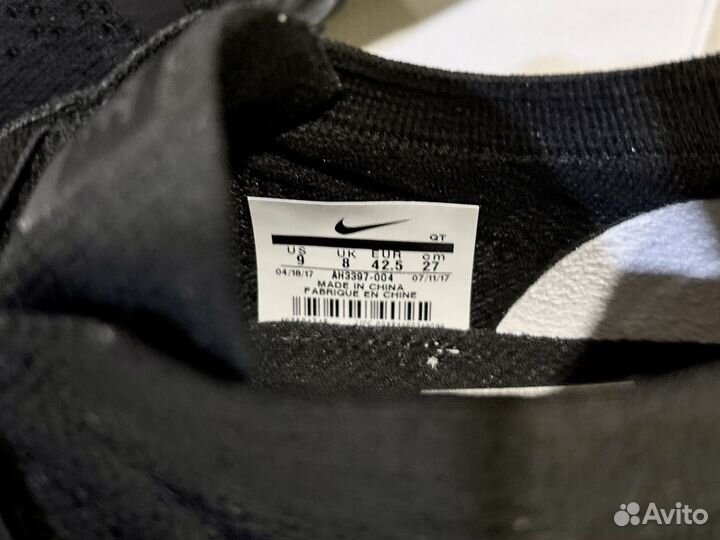 QT
US UK EUR cm
9 8 42.5 27
04/18/17 AH3397-004 07/11/17
MADE IN CHINA
FABRIQUE EN CHINE
Avito